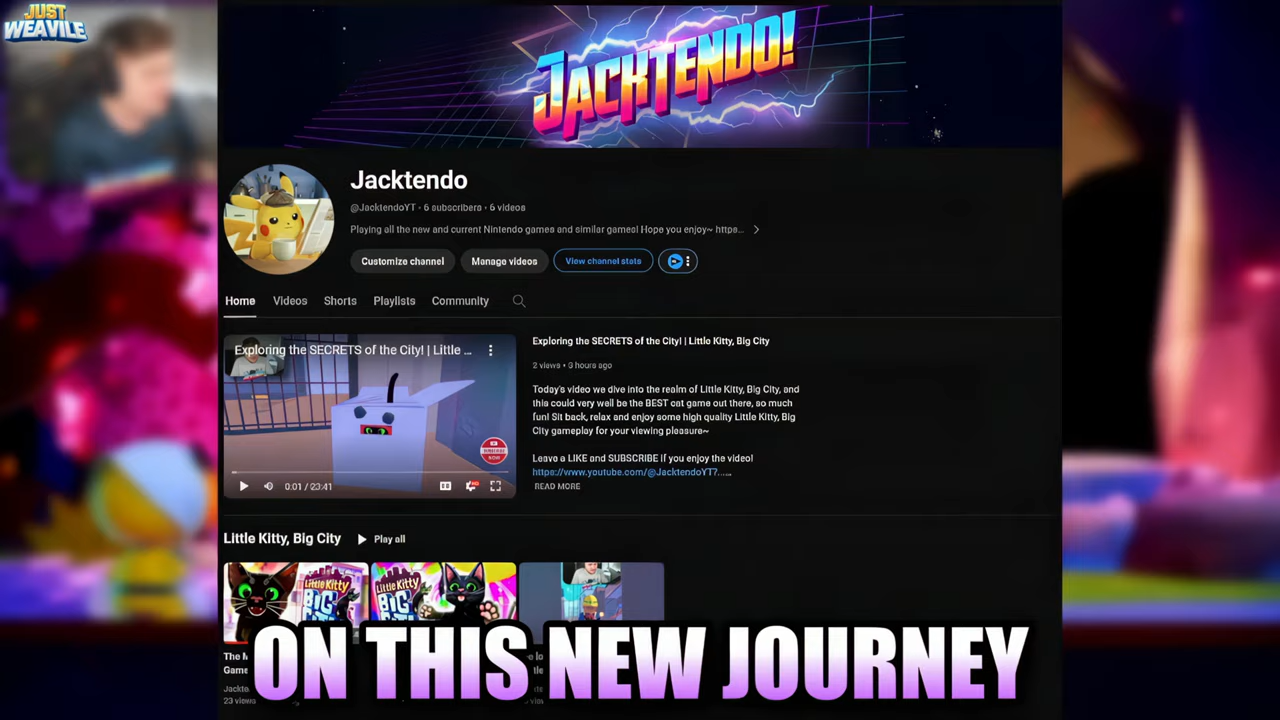 JUST
WEAVILE
JACKTENDO!
Jacktendo
@JacktendoYT · 6 subscribers · 6 videos
Playing all the new and current Nintendo games and similar games! Hope you enjoy~ https...
Customize channel
Manage videos
View channel stats
Home
Videos
Shorts
Playlists
Community
Exploring the SECRETS of the City! | Little ...
SUBSCRIBE
NOW!
0:01 / 23:41
Exploring the SECRETS of the City! | Little Kitty, Big City
2 views • 3 hours ago
Today's video we dive into the realm of Little Kitty, Big City, and
this could very well be the BEST cat game out there, so much
fun! Sit back, relax and enjoy some high quality Little Kitty, Big
City gameplay for your viewing pleasure~
Leave a LIKE and SUBSCRIBE if you enjoy the video!
https://www.youtube.com/@JacktendoYT?.....
READ MORE
Little Kitty, Big City
Play all
Little Kitty
BIG
Little Kitty
BIG
ON THIS NEW JOURNEY
Game
Jackte
23 views